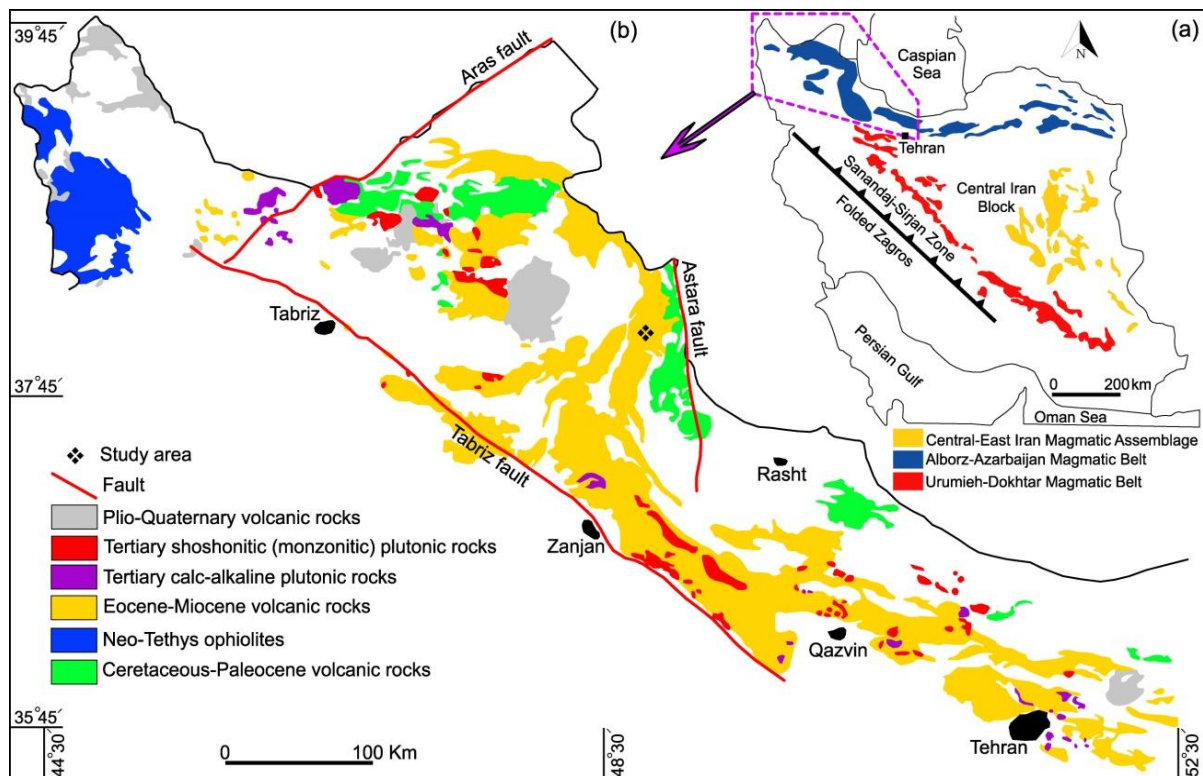 39°45´
(b)
Aras fault
Caspian
Sea
(a)
N
Tehran
Sanandaj-Sirjan Zone
Folded Zagros
Central Iran
Block
Persian Gulf
0 200 km
Oman Sea
Central-East Iran Magmatic Assemblage
Alborz-Azarbaijan Magmatic Belt
Urumieh-Dokhtar Magmatic Belt
Tabriz
Astara fault
37°45´
Tabriz fault
Study area
Fault
Plio-Quaternary volcanic rocks
Tertiary shoshonitic (monzonitic) plutonic rocks
Tertiary calc-alkaline plutonic rocks
Eocene-Miocene volcanic rocks
Neo-Tethys ophiolites
Ceretaceous-Paleocene volcanic rocks
Rasht
Zanjan
Qazvin
Tehran
35°45´
0 100 Km
44°30´
48°30´
52°30´